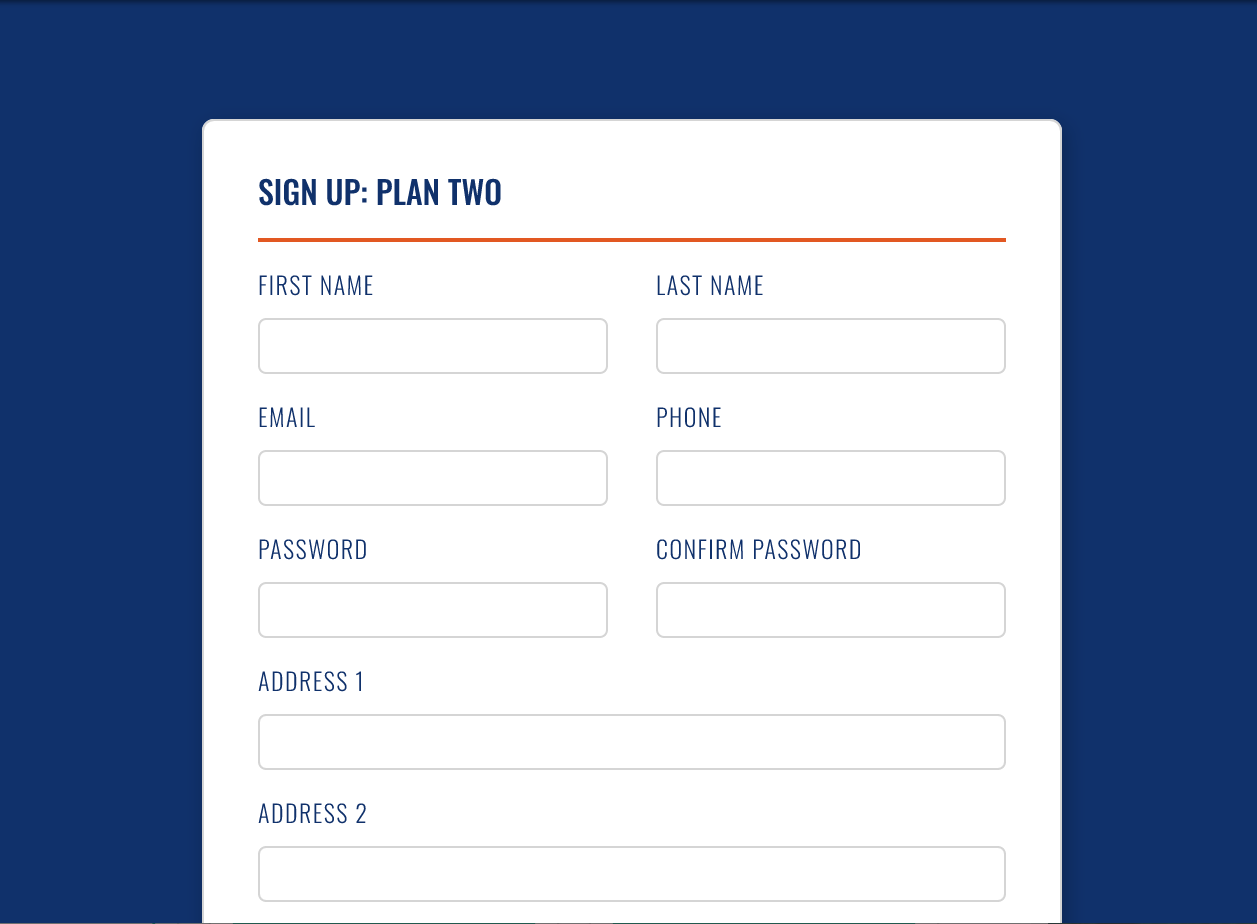 SIGN UP: PLAN TWO
FIRST NAME
LAST NAME
EMAIL
PHONE
PASSWORD
CONFIRM PASSWORD
ADDRESS 1
ADDRESS 2